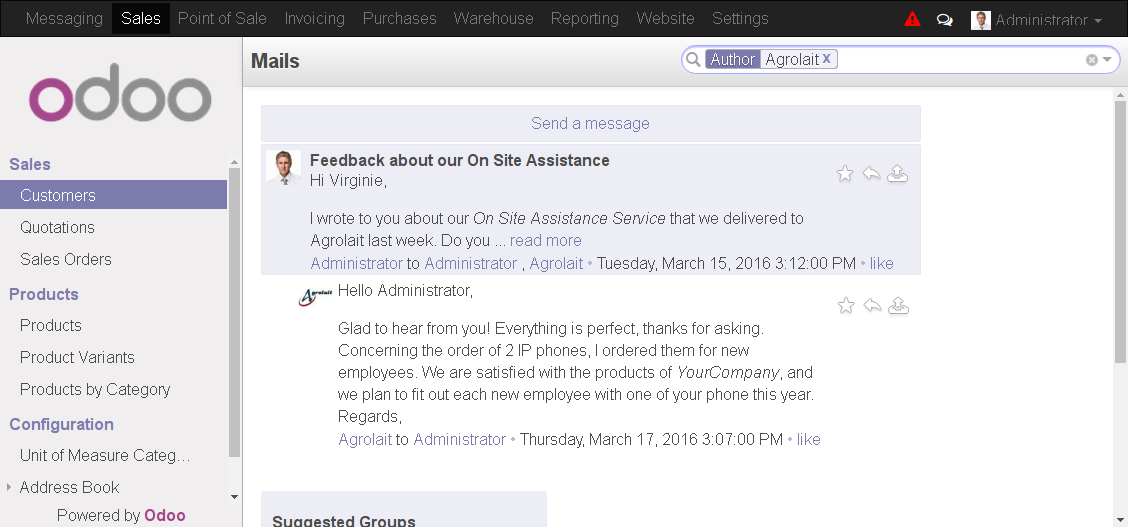 Messaging Sales Point of Sale Invoicing Purchases Warehouse Reporting Website Settings Administrator
odoo
Sales
Customers
Quotations
Sales Orders
Products
Products
Product Variants
Products by Category
Configuration
Unit of Measure Categ...
Address Book
Powered by Odoo
Mails
Author Agrolait x
Send a message
Feedback about our On Site Assistance
Hi Virginie,
I wrote to you about our On Site Assistance Service that we delivered to
Agrolait last week. Do you ... read more
Administrator to Administrator , Agrolait • Tuesday, March 15, 2016 3:12:00 PM • like
Agrolait
Hello Administrator,
Glad to hear from you! Everything is perfect, thanks for asking.
Concerning the order of 2 IP phones, I ordered them for new
employees. We are satisfied with the products of YourCompany, and
we plan to fit out each new employee with one of your phone this year.
Regards,
Agrolait to Administrator • Thursday, March 17, 2016 3:07:00 PM • like
Suggested Groups